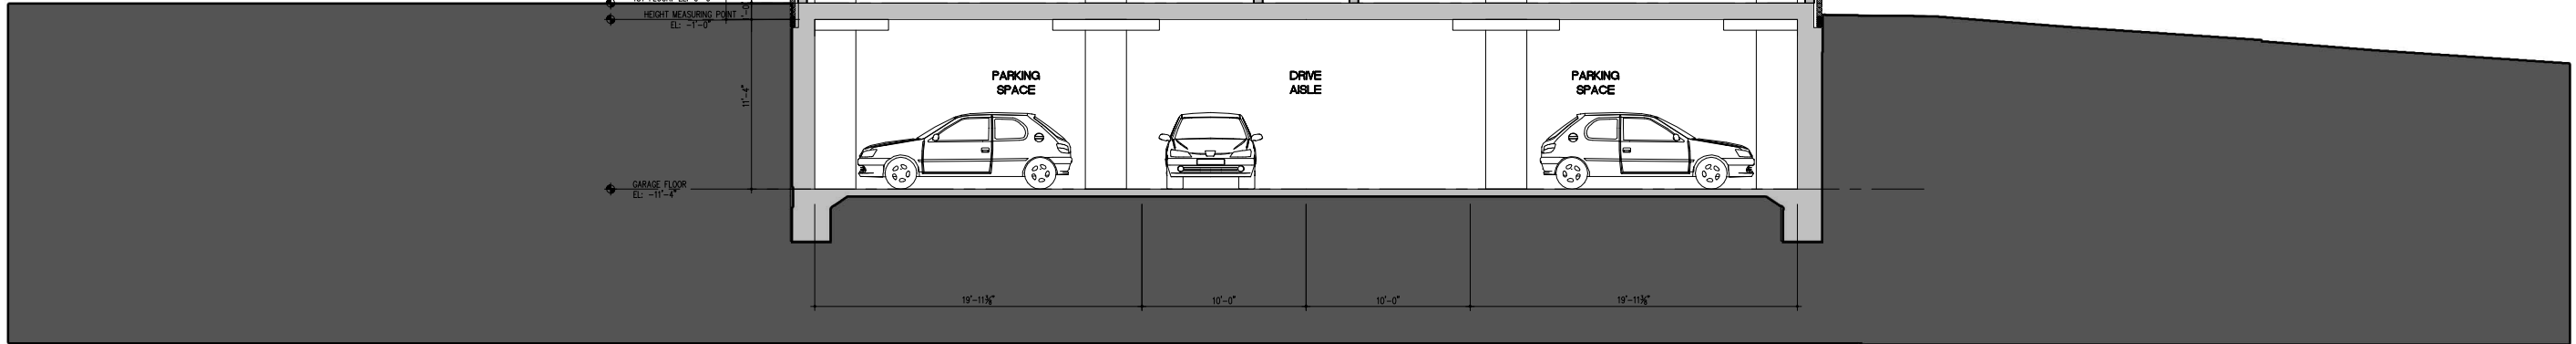 HEIGHT MEASURING POINT
EL: -1'-0"
PARKING
SPACE
DRIVE
AISLE
PARKING
SPACE
11'-4"
GARAGE FLOOR
EL: -11'-4"
19'-11⅜"
10'-0"
10'-0"
19'-11⅜"